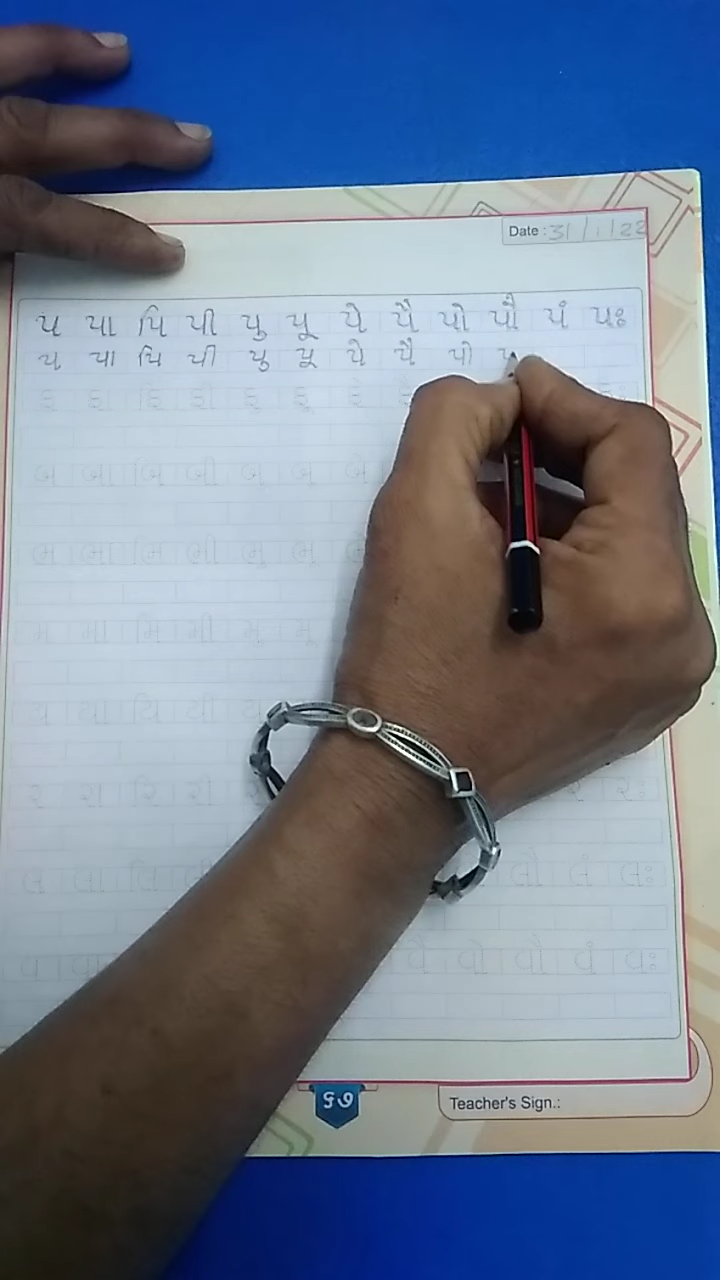 Date : 31/1/22
પ પા પિ પી પુ પૂ પે પૈ પો પૌ પં પઃ
પ પા પિ પી પુ પૂ પે પૈ પો
ફ ફા ફિ ફી ફુ ફૂ ફે
બ બા બિ બી બુ બૂ બે
ભ ભા ભિ ભી ભુ ભૂ
મ મા મિ મી મુ મૂ
ય યા યિ યી
ર રા રિ રી રઃ
લ લા લિ લૌ લં લઃ
વ વા વૈ વો વૌ વં વઃ
૬૭
Teacher's Sign.: